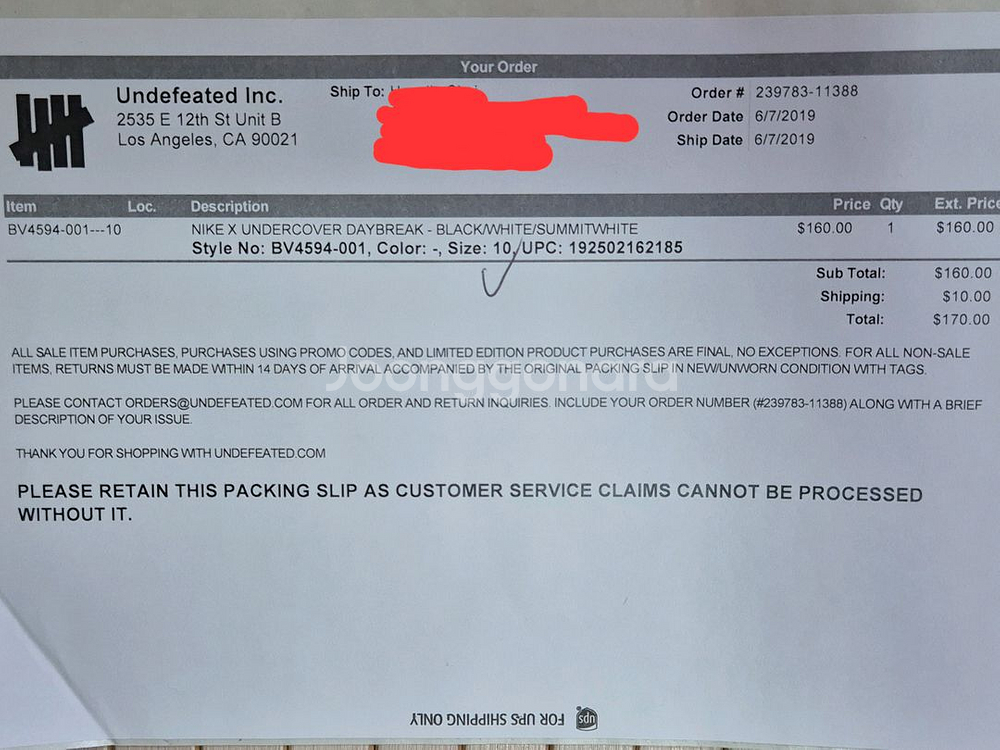 Your Order
Undefeated Inc.
2535 E 12th St Unit B
Los Angeles, CA 90021
Ship To:
Order # 239783-11388
Order Date 6/7/2019
Ship Date 6/7/2019
Item Loc. Description Price Qty Ext. Price
BV4594-001---10 NIKE X UNDERCOVER DAYBREAK - BLACK/WHITE/SUMMITWHITE $160.00 1 $160.00
Style No: BV4594-001, Color: -, Size: 10, UPC: 192502162185
Sub Total: $160.00
Shipping: $10.00
Total: $170.00
ALL SALE ITEM PURCHASES, PURCHASES USING PROMO CODES, AND LIMITED EDITION PRODUCT PURCHASES ARE FINAL, NO EXCEPTIONS. FOR ALL NON-SALE
ITEMS, RETURNS MUST BE MADE WITHIN 14 DAYS OF ARRIVAL ACCOMPANIED BY THE ORIGINAL PACKING SLIP IN NEW/UNWORN CONDITION WITH TAGS.
Joonggonara
PLEASE CONTACT ORDERS@UNDEFEATED.COM FOR ALL ORDER AND RETURN INQUIRIES. INCLUDE YOUR ORDER NUMBER (#239783-11388) ALONG WITH A BRIEF
DESCRIPTION OF YOUR ISSUE.
THANK YOU FOR SHOPPING WITH UNDEFEATED.COM
PLEASE RETAIN THIS PACKING SLIP AS CUSTOMER SERVICE CLAIMS CANNOT BE PROCESSED
WITHOUT IT.
ups FOR UPS SHIPPING ONLY